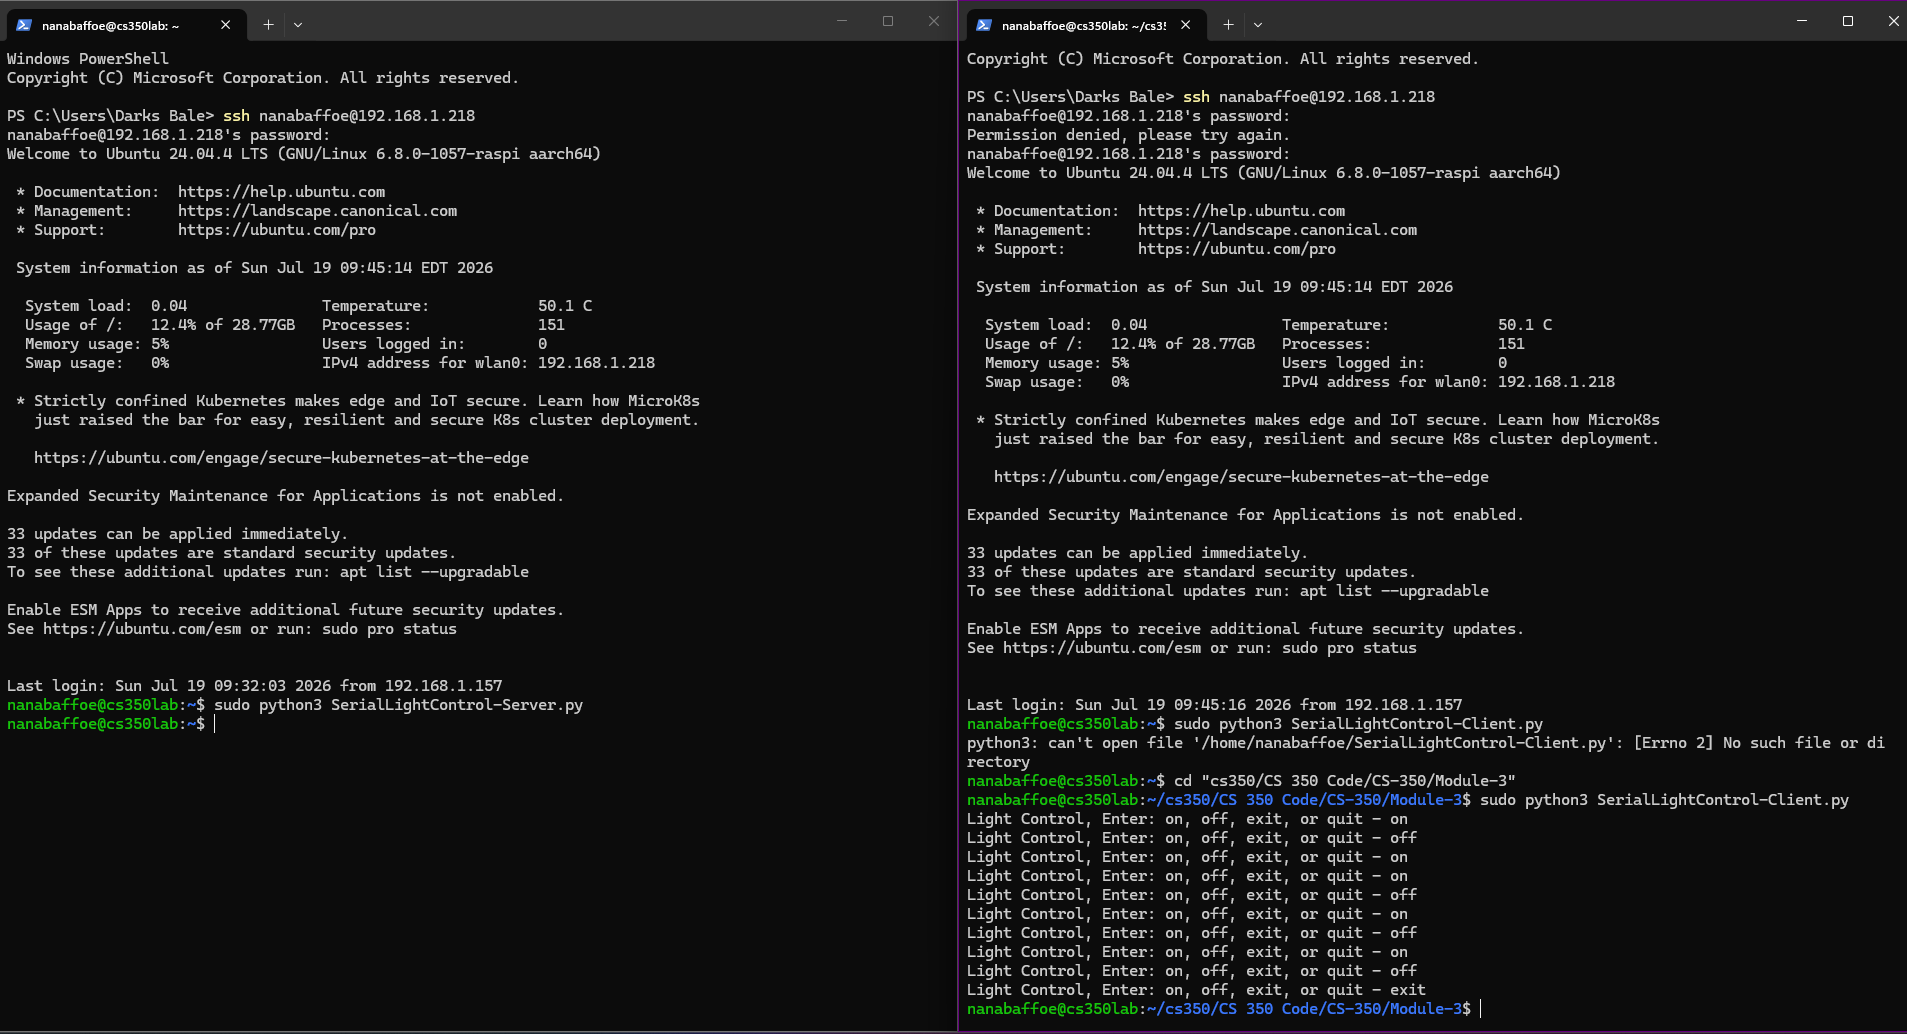 nanabaffoe@cs350lab: ~
Windows PowerShell
Copyright (C) Microsoft Corporation. All rights reserved.
PS C:\Users\Darks Bale> ssh nanabaffoe@192.168.1.218
nanabaffoe@192.168.1.218's password:
Welcome to Ubuntu 24.04.4 LTS (GNU/Linux 6.8.0-1057-raspi aarch64)
* Documentation:  https://help.ubuntu.com
* Management:     https://landscape.canonical.com
* Support:        https://ubuntu.com/pro
System information as of Sun Jul 19 09:45:14 EDT 2026
System load:  0.04               Temperature:            50.1 C
Usage of /:   12.4% of 28.77GB   Processes:              151
Memory usage: 5%                 Users logged in:        0
Swap usage:   0%                 IPv4 address for wlan0: 192.168.1.218
* Strictly confined Kubernetes makes edge and IoT secure. Learn how MicroK8s
just raised the bar for easy, resilient and secure K8s cluster deployment.
https://ubuntu.com/engage/secure-kubernetes-at-the-edge
Expanded Security Maintenance for Applications is not enabled.
33 updates can be applied immediately.
33 of these updates are standard security updates.
To see these additional updates run: apt list --upgradable
Enable ESM Apps to receive additional future security updates.
See https://ubuntu.com/esm or run: sudo pro status
Last login: Sun Jul 19 09:32:03 2026 from 192.168.1.157
nanabaffoe@cs350lab:~$ sudo python3 SerialLightControl-Server.py
nanabaffoe@cs350lab:~$
nanabaffoe@cs350lab: ~/cs3!
Copyright (C) Microsoft Corporation. All rights reserved.
PS C:\Users\Darks Bale> ssh nanabaffoe@192.168.1.218
nanabaffoe@192.168.1.218's password:
Permission denied, please try again.
nanabaffoe@192.168.1.218's password:
Welcome to Ubuntu 24.04.4 LTS (GNU/Linux 6.8.0-1057-raspi aarch64)
* Documentation:  https://help.ubuntu.com
* Management:     https://landscape.canonical.com
* Support:        https://ubuntu.com/pro
System information as of Sun Jul 19 09:45:14 EDT 2026
System load:  0.04               Temperature:            50.1 C
Usage of /:   12.4% of 28.77GB   Processes:              151
Memory usage: 5%                 Users logged in:        0
Swap usage:   0%                 IPv4 address for wlan0: 192.168.1.218
* Strictly confined Kubernetes makes edge and IoT secure. Learn how MicroK8s
just raised the bar for easy, resilient and secure K8s cluster deployment.
https://ubuntu.com/engage/secure-kubernetes-at-the-edge
Expanded Security Maintenance for Applications is not enabled.
33 updates can be applied immediately.
33 of these updates are standard security updates.
To see these additional updates run: apt list --upgradable
Enable ESM Apps to receive additional future security updates.
See https://ubuntu.com/esm or run: sudo pro status
Last login: Sun Jul 19 09:45:16 2026 from 192.168.1.157
nanabaffoe@cs350lab:~$ sudo python3 SerialLightControl-Client.py
python3: can't open file '/home/nanabaffoe/SerialLightControl-Client.py': [Errno 2] No such file or di
rectory
nanabaffoe@cs350lab:~$ cd "cs350/CS 350 Code/CS-350/Module-3"
nanabaffoe@cs350lab:~/cs350/CS 350 Code/CS-350/Module-3$ sudo python3 SerialLightControl-Client.py
Light Control, Enter: on, off, exit, or quit - on
Light Control, Enter: on, off, exit, or quit - off
Light Control, Enter: on, off, exit, or quit - on
Light Control, Enter: on, off, exit, or quit - on
Light Control, Enter: on, off, exit, or quit - off
Light Control, Enter: on, off, exit, or quit - on
Light Control, Enter: on, off, exit, or quit - off
Light Control, Enter: on, off, exit, or quit - on
Light Control, Enter: on, off, exit, or quit - off
Light Control, Enter: on, off, exit, or quit - exit
nanabaffoe@cs350lab:~/cs350/CS 350 Code/CS-350/Module-3$